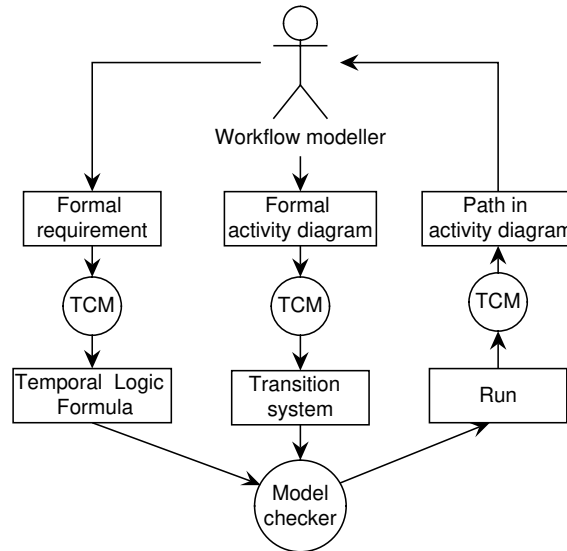 Workflow modeller
Formal
requirement
Formal
activity diagram
Path in
activity diagram
TCM
TCM
TCM
Temporal Logic
Formula
Transition
system
Run
Model
checker